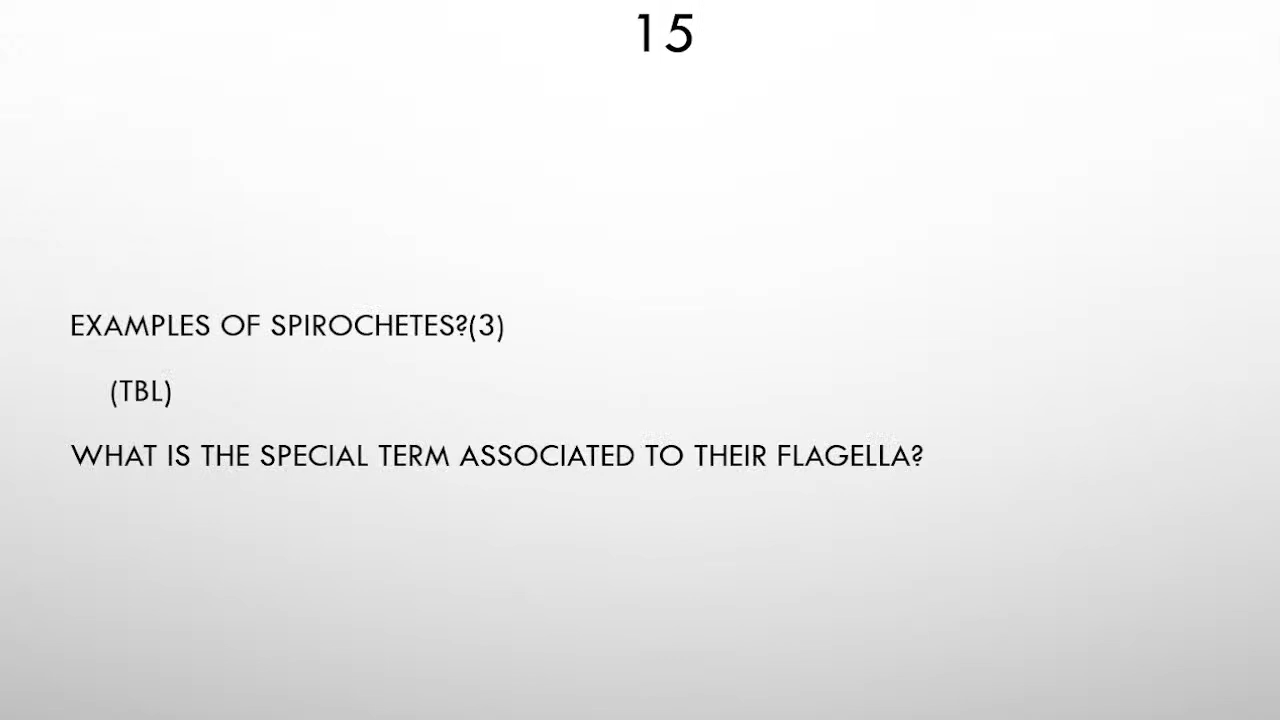 15
EXAMPLES OF SPIROCHETES?(3)
(TBL)
WHAT IS THE SPECIAL TERM ASSOCIATED TO THEIR FLAGELLA?